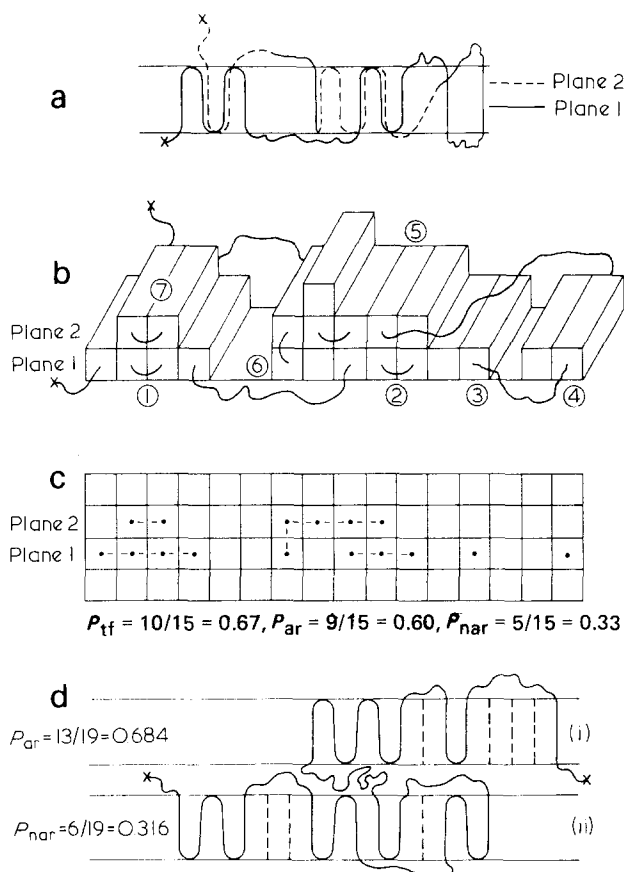 a
Plane 2
Plane 1
b
⑤
⑦
Plane 2
Plane 1
⑥
①
②
③
④
c
Plane 2
Plane 1
P_tf = 10/15 = 0.67, P_ar = 9/15 = 0.60, P_nar = 5/15 = 0.33
d
P_ar = 13/19 = 0.684
(i)
P_nar = 6/19 = 0.316
(ii)